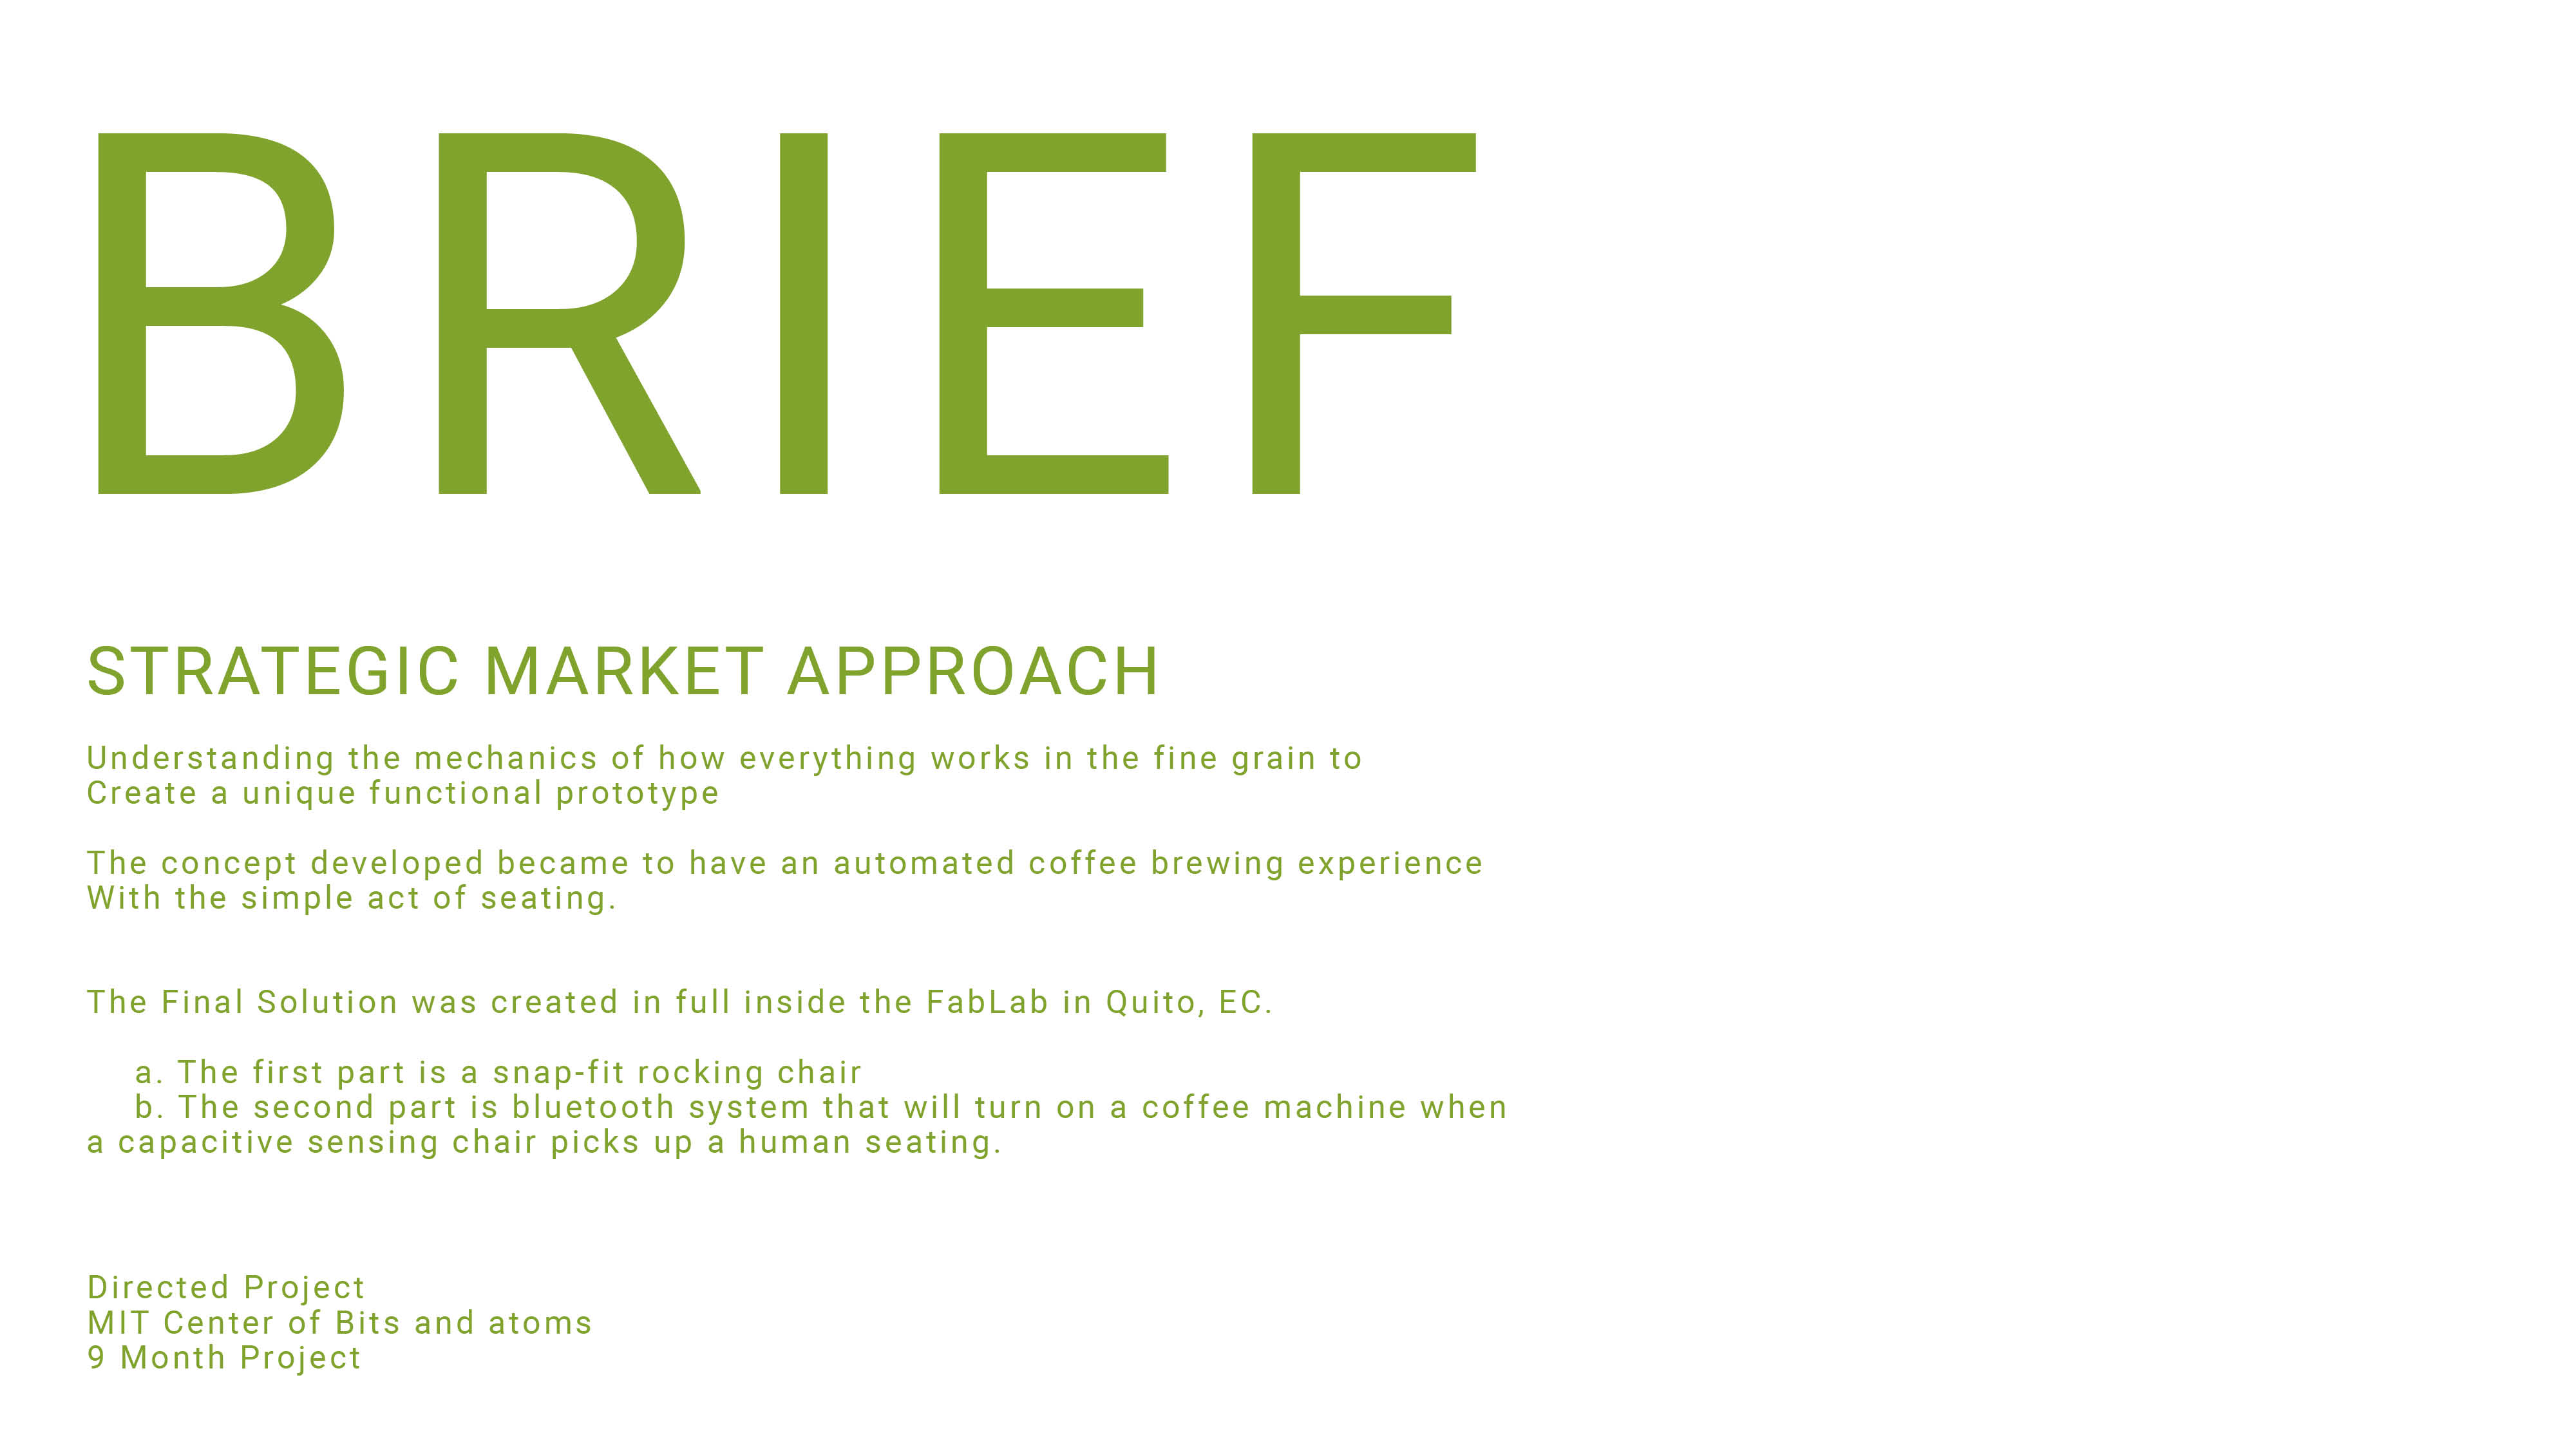 BRIEF
STRATEGIC MARKET APPROACH
Understanding the mechanics of how everything works in the fine grain to
Create a unique functional prototype
The concept developed became to have an automated coffee brewing experience
With the simple act of seating.
The Final Solution was created in full inside the FabLab in Quito, EC.
a. The first part is a snap-fit rocking chair
b. The second part is bluetooth system that will turn on a coffee machine when
a capacitive sensing chair picks up a human seating.
Directed Project
MIT Center of Bits and atoms
9 Month Project